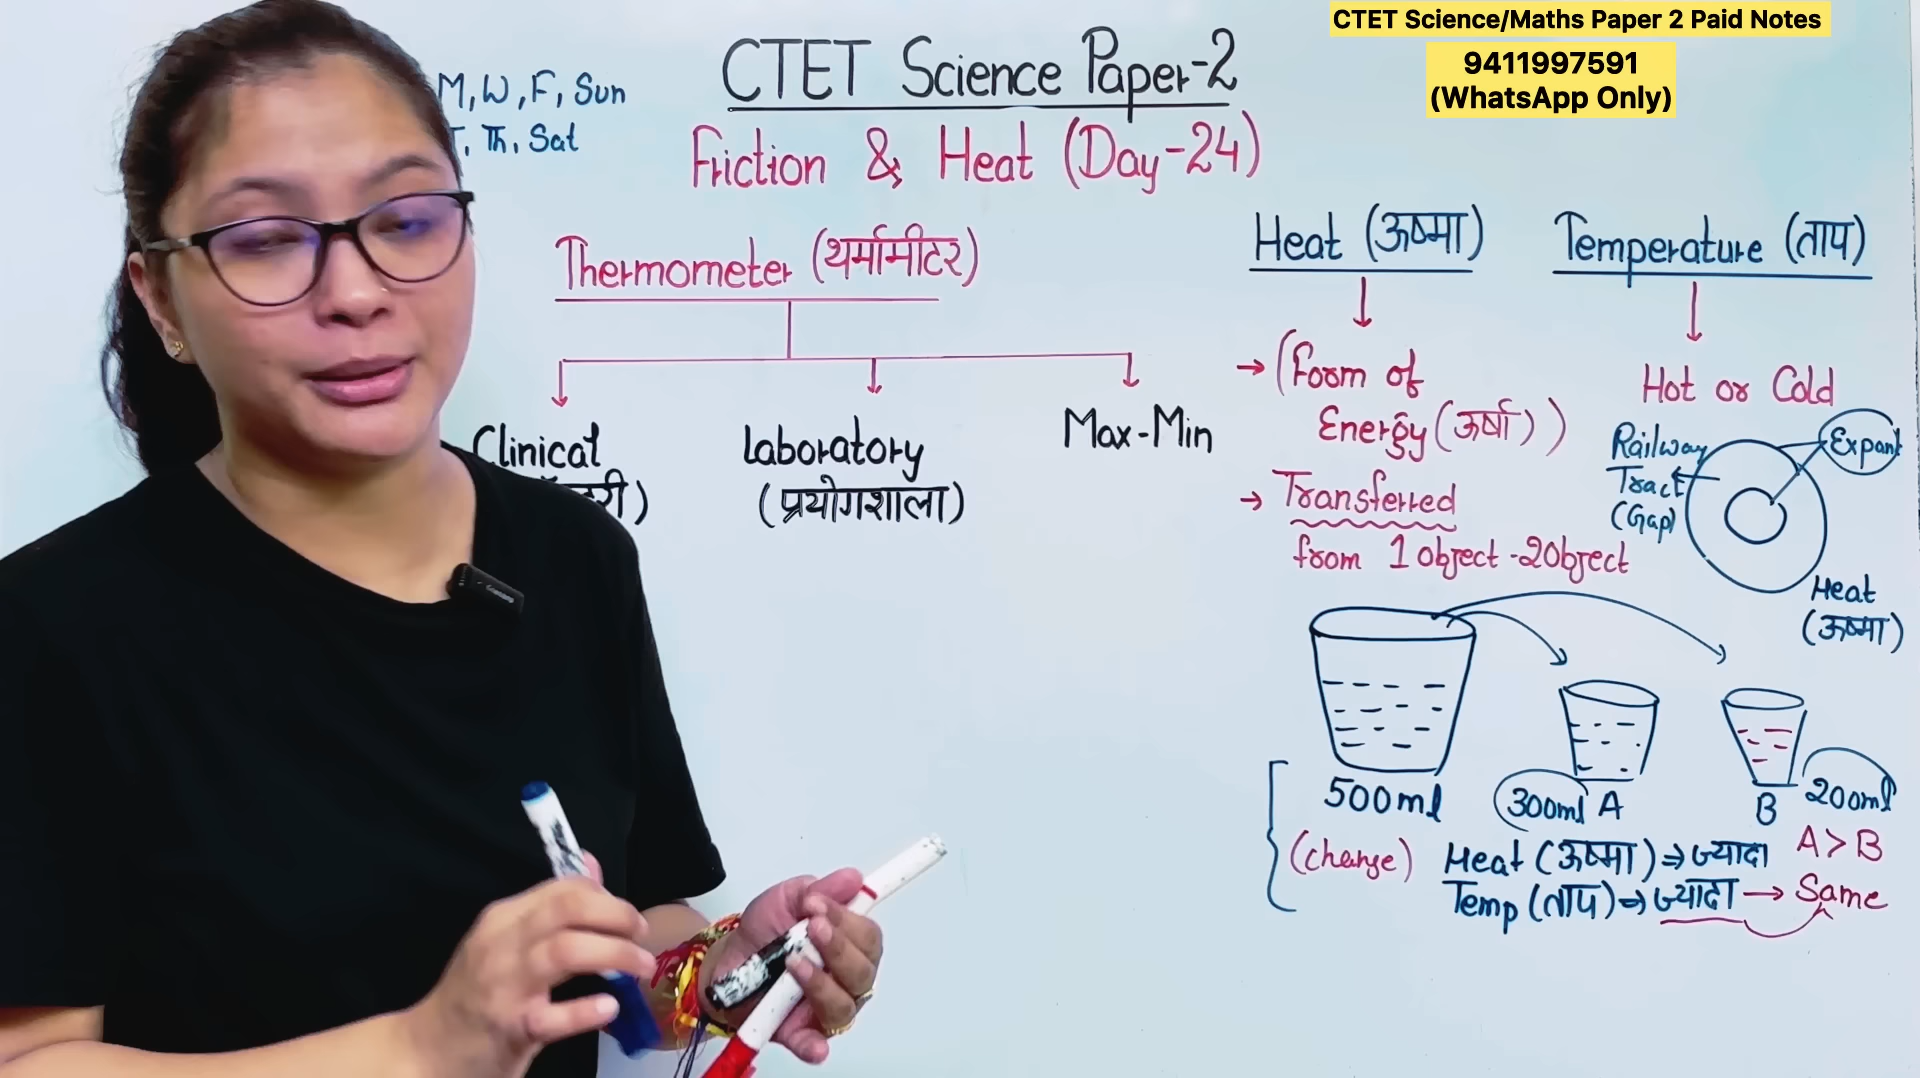 CTET Science/Maths Paper 2 Paid Notes
9411997591
(WhatsApp Only)
M, W, F, Sun
T, Th, Sat
CTET Science Paper-2
Friction & Heat (Day-24)
Thermometer (थर्मामीटर)
Clinical
री)
Laboratory
(प्रयोगशाला)
Max-Min
Heat (ऊष्मा)
→ (Form of
Energy (ऊर्जा))
→ Transferred
from 1 object - 2 Object
Temperature (ताप)
Hot or Cold
Railway
Tract
(Gap)
Expant
Heat
(ऊष्मा)
500ml
300ml A
B 200ml
(change)
Heat (ऊष्मा) ⇒ ज्यादा A > B
Temp (ताप) ⇒ ज्यादा → Same